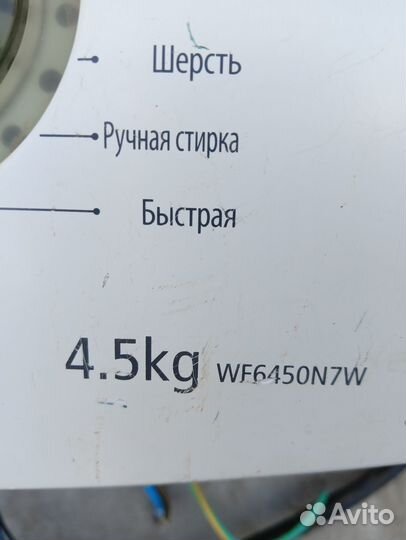 Шерсть
Ручная стирка
Быстрая
4.5kg WF6450N7W
Avito